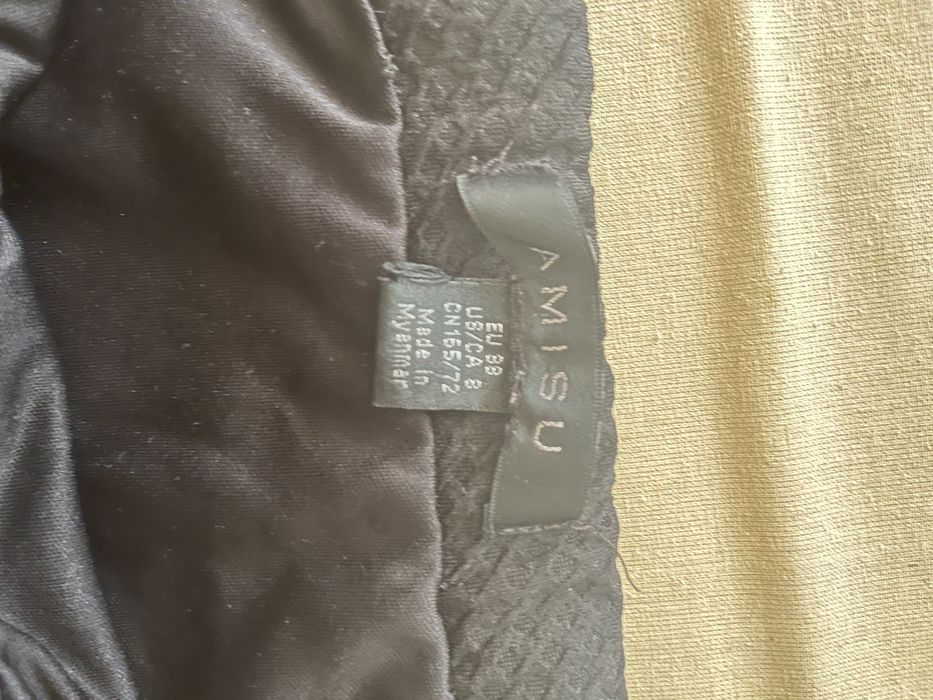 AMISU
EU 38
US/CA 8
CN165/72
Made in
Myanmar